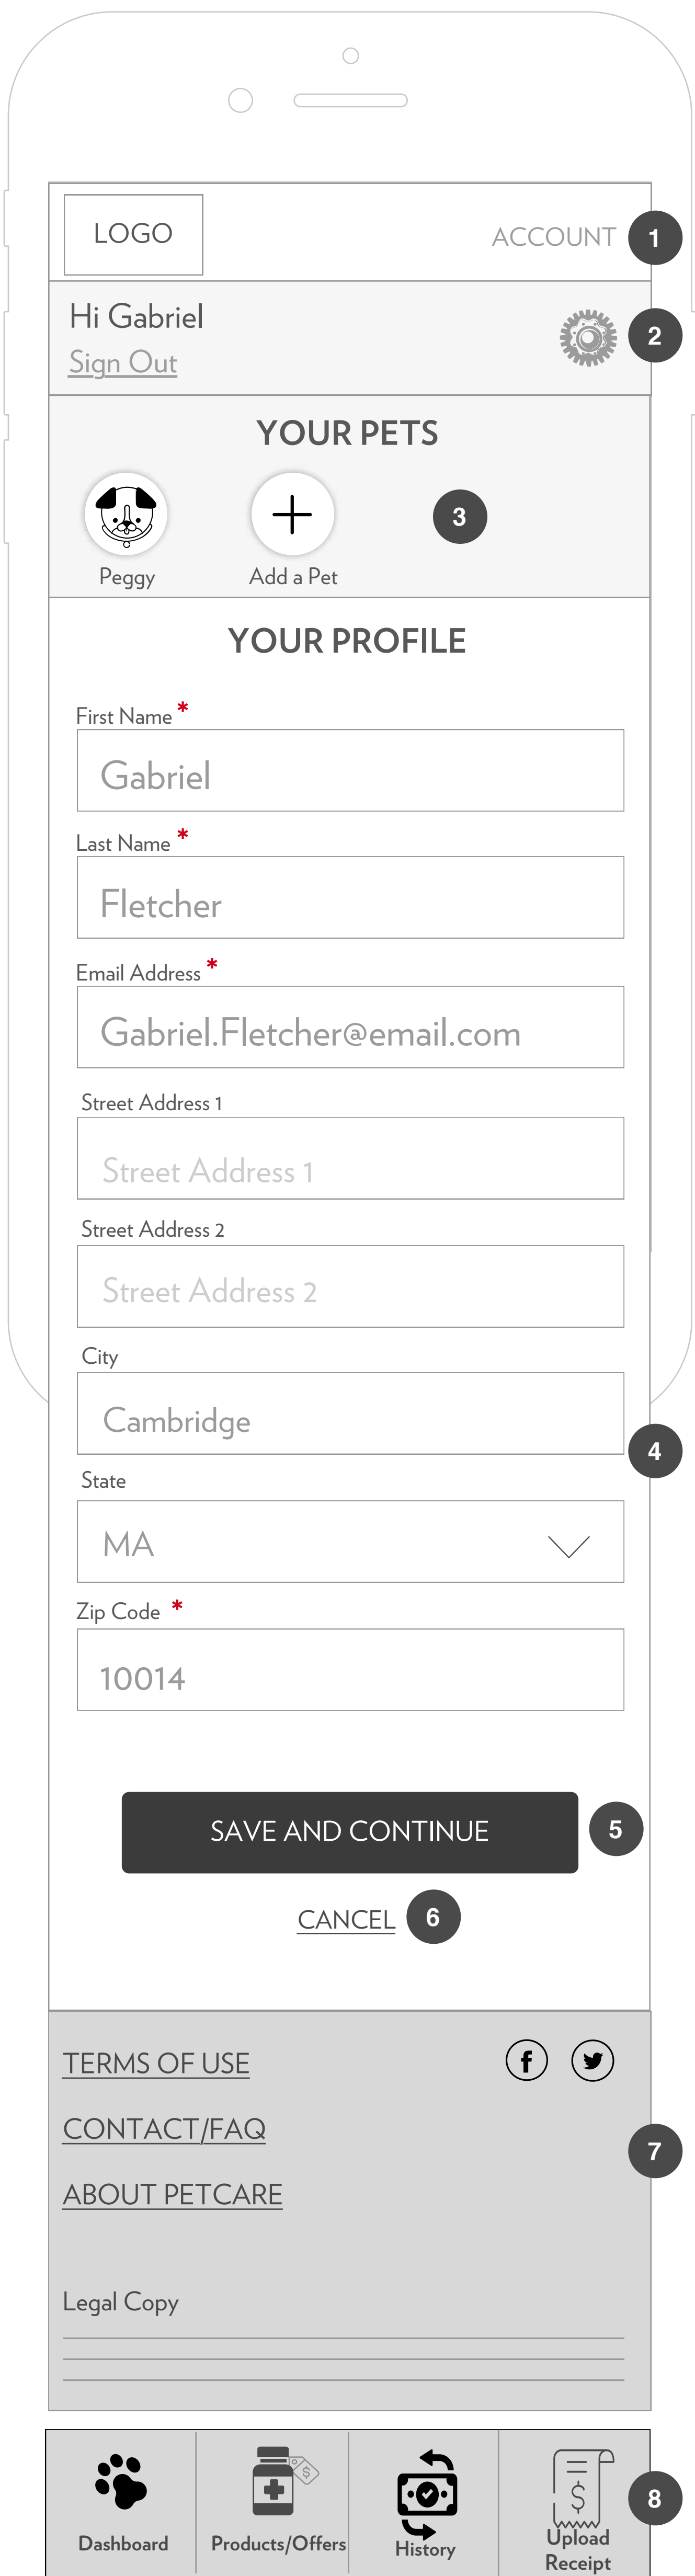 LOGO
ACCOUNT
1
Hi Gabriel
Sign Out
2
YOUR PETS
3
Peggy
Add a Pet
YOUR PROFILE
First Name *
Gabriel
Last Name *
Fletcher
Email Address *
Gabriel.Fletcher@email.com
Street Address 1
Street Address 1
Street Address 2
Street Address 2
City
Cambridge
4
State
MA
Zip Code *
10014
SAVE AND CONTINUE
5
CANCEL
6
TERMS OF USE
CONTACT/FAQ
7
ABOUT PETCARE
Legal Copy
$
$
8
Dashboard
Products/Offers
History
Upload
Receipt